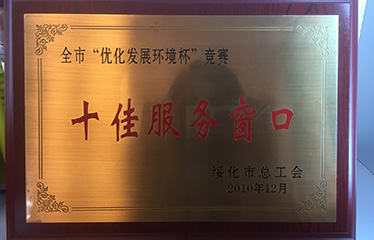 全市“优化发展环境杯”竞赛
十佳服务窗口
绥化市总工会
2010年12月